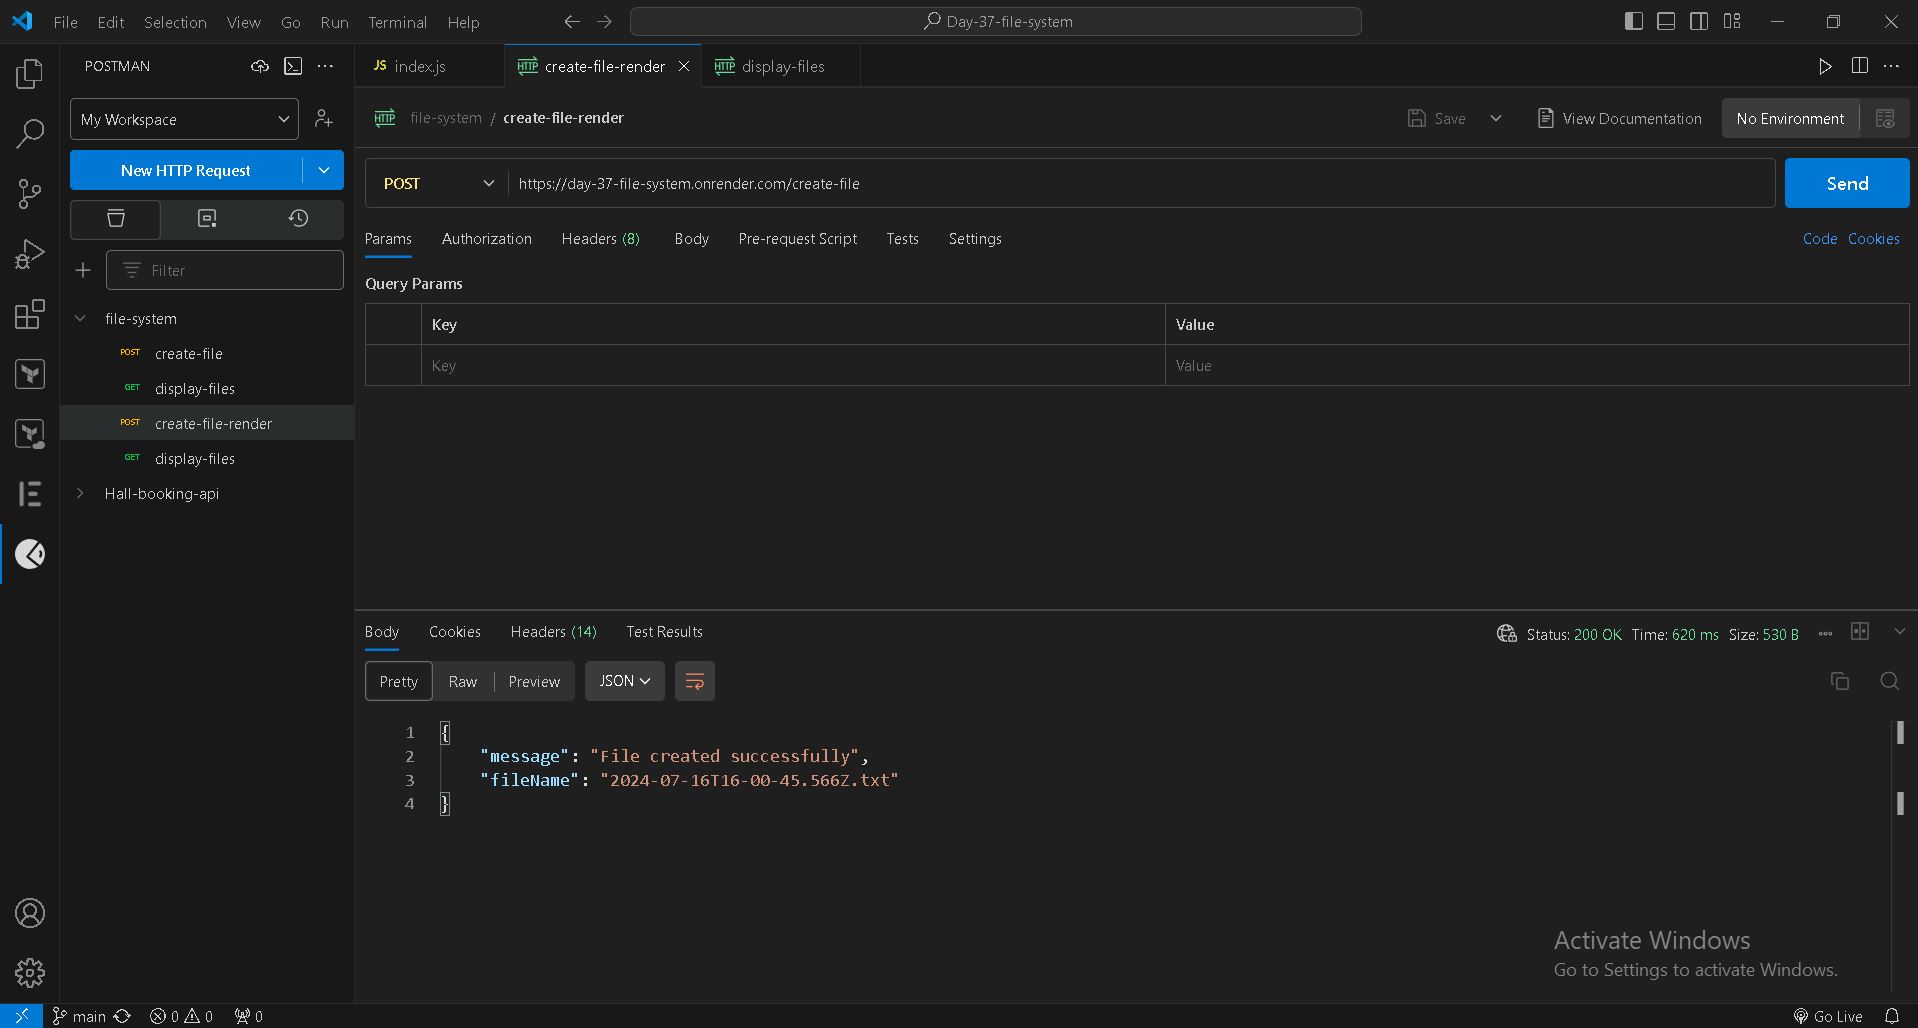 File Edit Selection View Go Run Terminal Help
Day-37-file-system
POSTMAN
JS index.js
HTTP create-file-render
HTTP display-files
My Workspace
New HTTP Request
Filter
file-system
POST create-file
GET display-files
POST create-file-render
GET display-files
Hall-booking-api
HTTP file-system / create-file-render
Save
View Documentation
No Environment
POST https://day-37-file-system.onrender.com/create-file
Send
Params Authorization Headers (8) Body Pre-request Script Tests Settings
Code Cookies
Query Params
Key Value
Key Value
Body Cookies Headers (14) Test Results
Status: 200 OK Time: 620 ms Size: 530 B
Pretty Raw Preview JSON
1 {
2 "message": "File created successfully",
3 "fileName": "2024-07-16T16-00-45.566Z.txt"
4 }
Activate Windows
Go to Settings to activate Windows.
main 0 0 0
Go Live